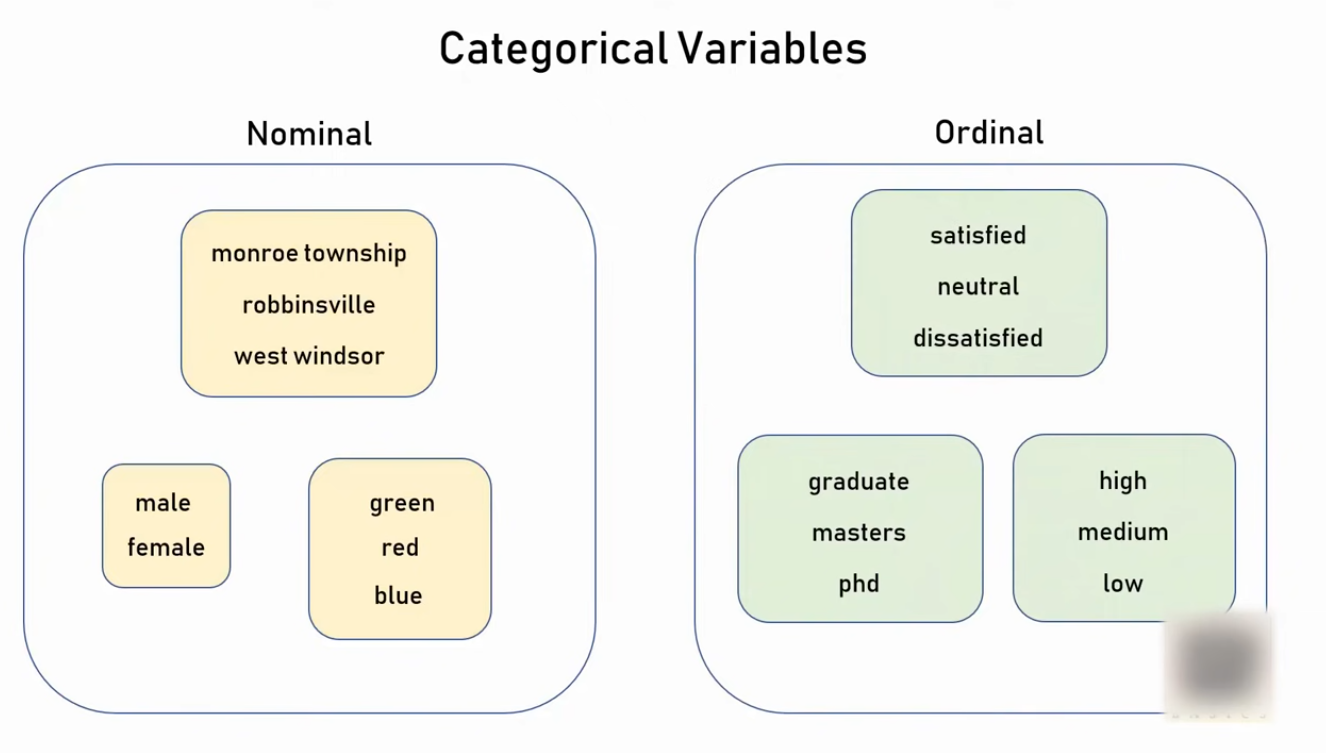 Categorical Variables
Nominal
monroe township
robbinsville
west windsor
male
female
green
red
blue
Ordinal
satisfied
neutral
dissatisfied
graduate
masters
phd
high
medium
low